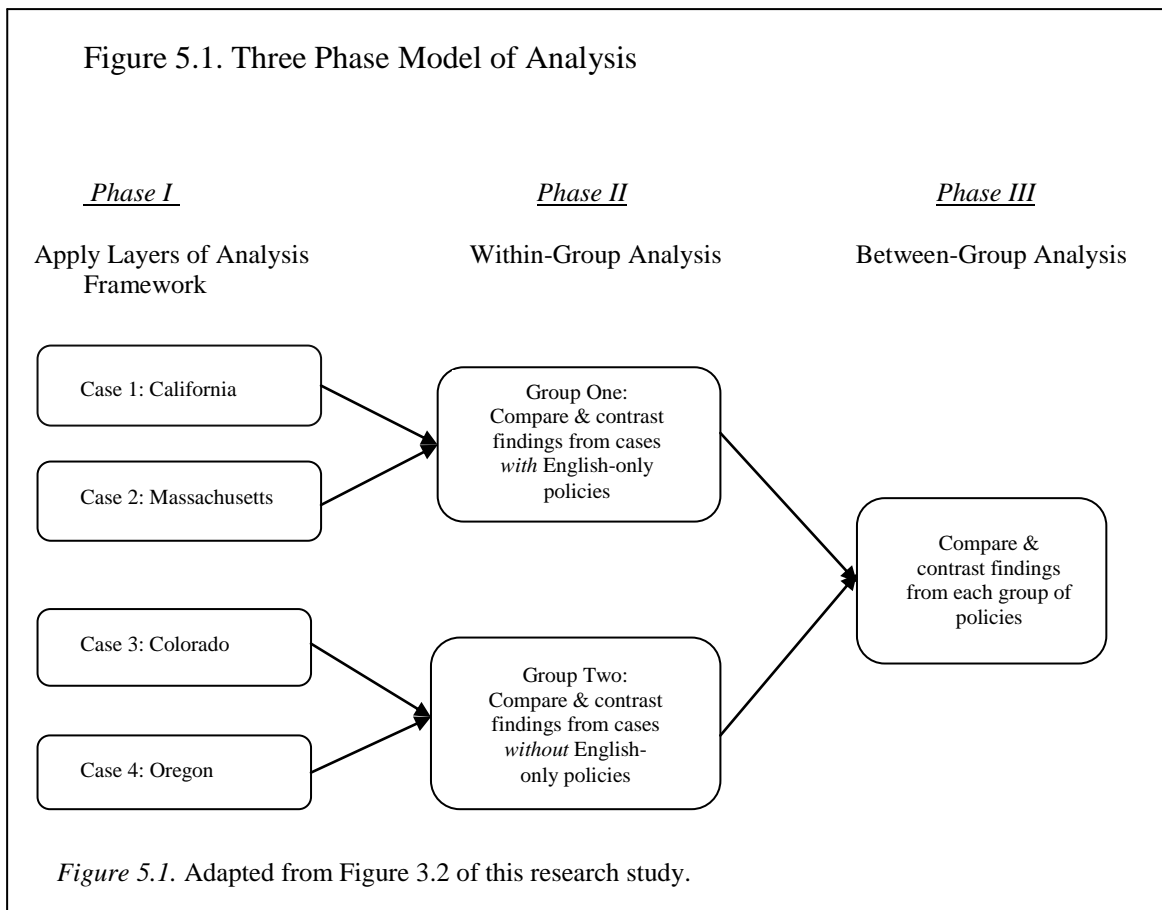 Figure 5.1. Three Phase Model of Analysis
Phase I
Phase II
Phase III
Apply Layers of Analysis
Framework
Within-Group Analysis
Between-Group Analysis
Case 1: California
Case 2: Massachusetts
Case 3: Colorado
Case 4: Oregon
Group One:
Compare & contrast
findings from cases
with English-only
policies
Group Two:
Compare & contrast
findings from cases
without English-
only policies
Compare &
contrast findings
from each group of
policies
Figure 5.1. Adapted from Figure 3.2 of this research study.